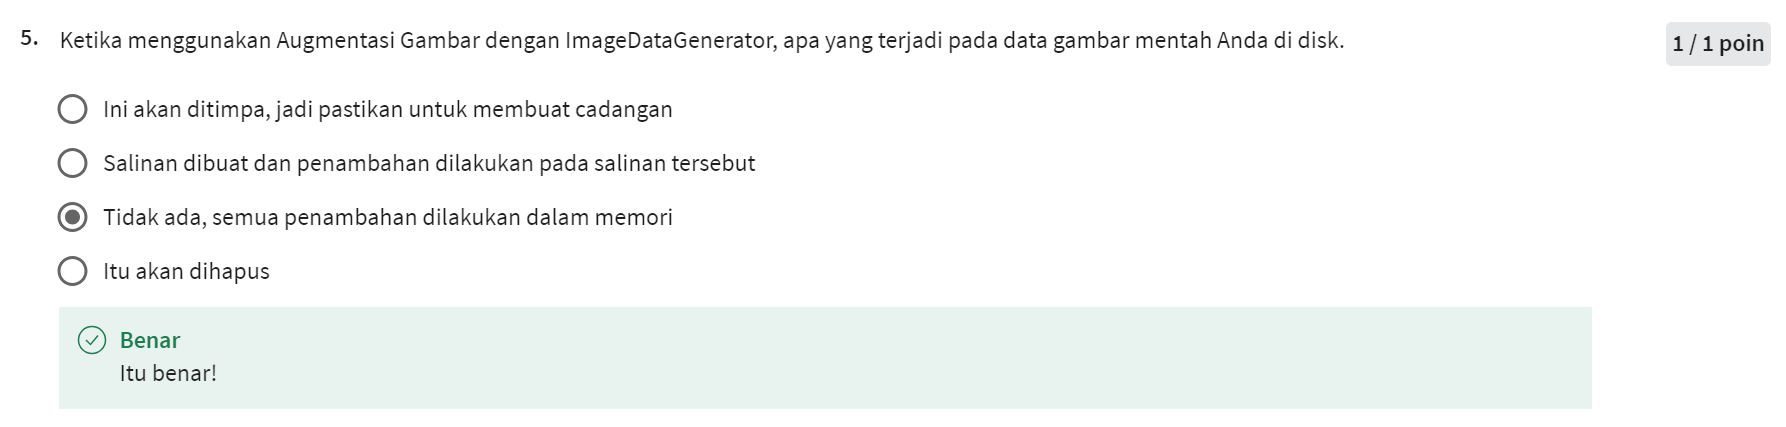 5. Ketika menggunakan Augmentasi Gambar dengan ImageDataGenerator, apa yang terjadi pada data gambar mentah Anda di disk.
1 / 1 poin
Ini akan ditimpa, jadi pastikan untuk membuat cadangan
Salinan dibuat dan penambahan dilakukan pada salinan tersebut
Tidak ada, semua penambahan dilakukan dalam memori
Itu akan dihapus
Benar
Itu benar!